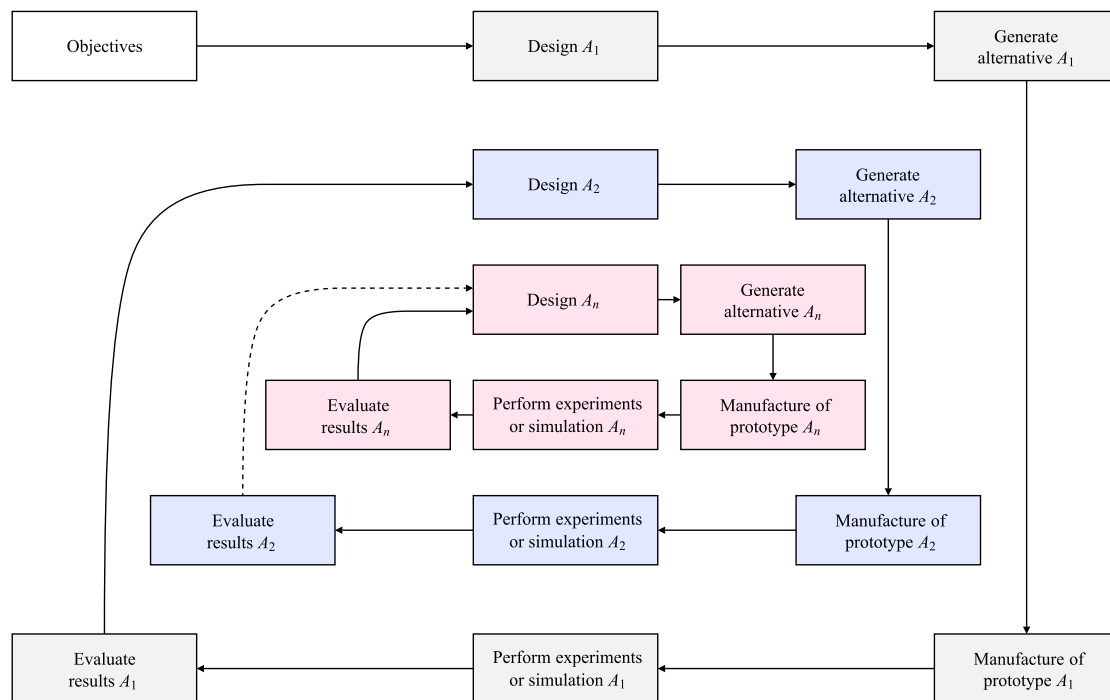 Objectives
Design A₁
Generate
alternative A₁
Design A₂
Generate
alternative A₂
Design Aₙ
Generate
alternative Aₙ
Evaluate
results Aₙ
Perform experiments
or simulation Aₙ
Manufacture of
prototype Aₙ
Evaluate
results A₂
Perform experiments
or simulation A₂
Manufacture of
prototype A₂
Evaluate
results A₁
Perform experiments
or simulation A₁
Manufacture of
prototype A₁